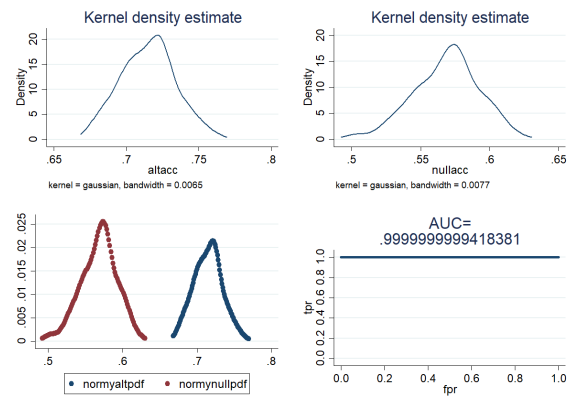 Kernel density estimate
Density
0 5 10 15 20
.65 .7 .75 .8
altacc
kernel = gaussian, bandwidth = 0.0065
Kernel density estimate
Density
0 5 10 15 20
.5 .55 .6 .65
nullacc
kernel = gaussian, bandwidth = 0.0077
0 .005 .01 .015 .02 .025
.5 .6 .7 .8
normyaltpdf normynullpdf
AUC=
.9999999999418381
tpr
0.0 0.2 0.4 0.6 0.8 1.0
0.0 0.2 0.4 0.6 0.8 1.0
fpr